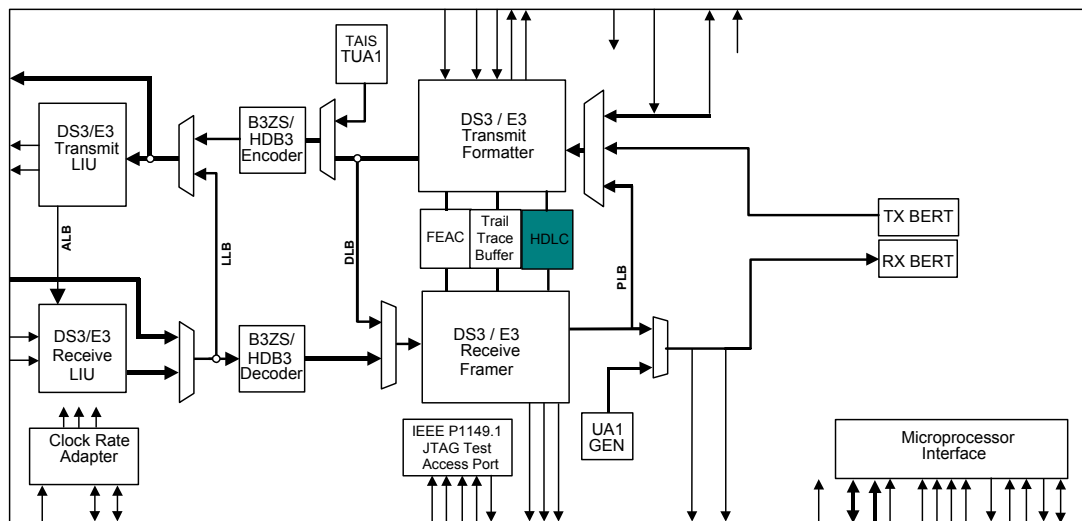 TAIS
TUA1
DS3/E3
Transmit
LIU
B3ZS/
HDB3
Encoder
DS3 / E3
Transmit
Formatter
TX BERT
RX BERT
FEAC
Trail
Trace
Buffer
HDLC
ALB
LLB
DLB
PLB
DS3/E3
Receive
LIU
B3ZS/
HDB3
Decoder
DS3 / E3
Receive
Framer
UA1
GEN
Clock Rate
Adapter
IEEE P1149.1
JTAG Test
Access Port
Microprocessor
Interface